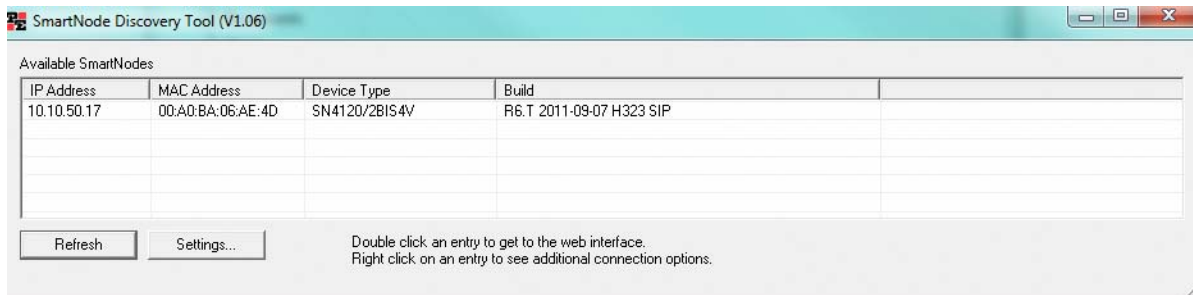 SmartNode Discovery Tool (V1.06)
Available SmartNodes
IP Address MAC Address Device Type Build
10.10.50.17 00:A0:BA:06:AE:4D SN4120/2BIS4V R6.T 2011-09-07 H323 SIP
Refresh Settings... Double click an entry to get to the web interface.
Right click on an entry to see additional connection options.